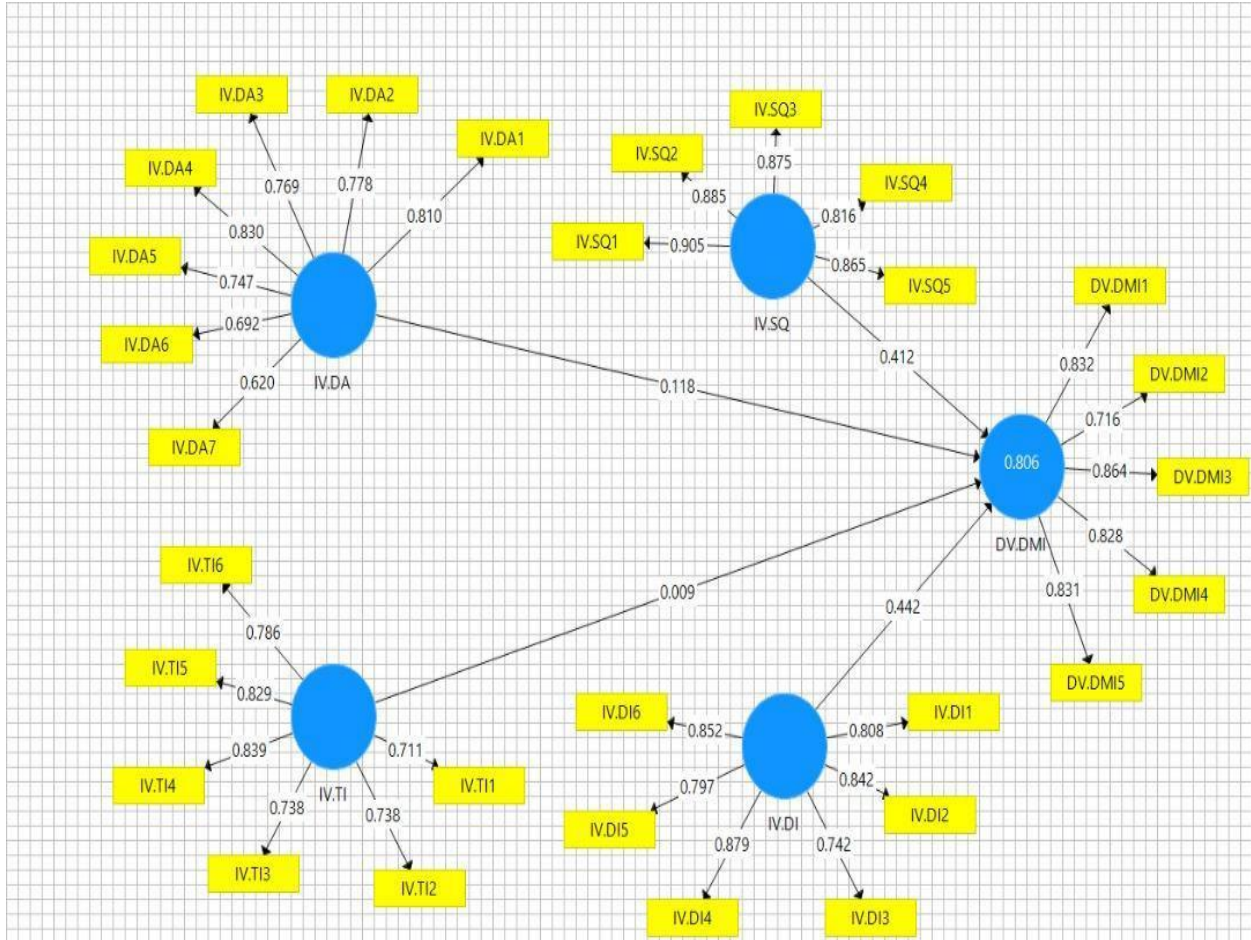 IV.DA3
IV.DA2
IV.DA1
IV.DA4
IV.DA5
IV.DA6
IV.DA7
0.769
0.778
0.810
0.830
0.747
0.692
0.620
IV.DA
IV.SQ3
IV.SQ2
IV.SQ4
IV.SQ1
IV.SQ5
0.875
0.885
0.816
0.905
0.865
IV.SQ
0.412
0.118
0.009
0.442
DV.DMI1
DV.DMI2
DV.DMI3
DV.DMI4
DV.DMI5
0.832
0.716
0.864
0.828
0.831
0.806
DV.DMI
IV.TI6
IV.TI5
IV.TI4
IV.TI3
IV.TI2
IV.TI1
0.786
0.829
0.839
0.738
0.738
0.711
IV.TI
IV.DI6
IV.DI1
IV.DI5
IV.DI2
IV.DI4
IV.DI3
0.852
0.808
0.797
0.842
0.879
0.742
IV.DI